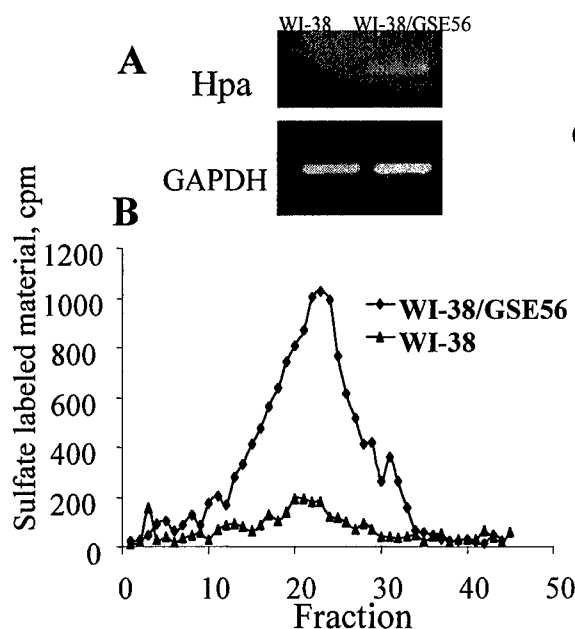 WI-38 WI-38/GSE56
A
Hpa
GAPDH
B
Sulfate labeled material, cpm
1200
1000
800
600
400
200
0
WI-38/GSE56
WI-38
0 10 20 30 40 50
Fraction